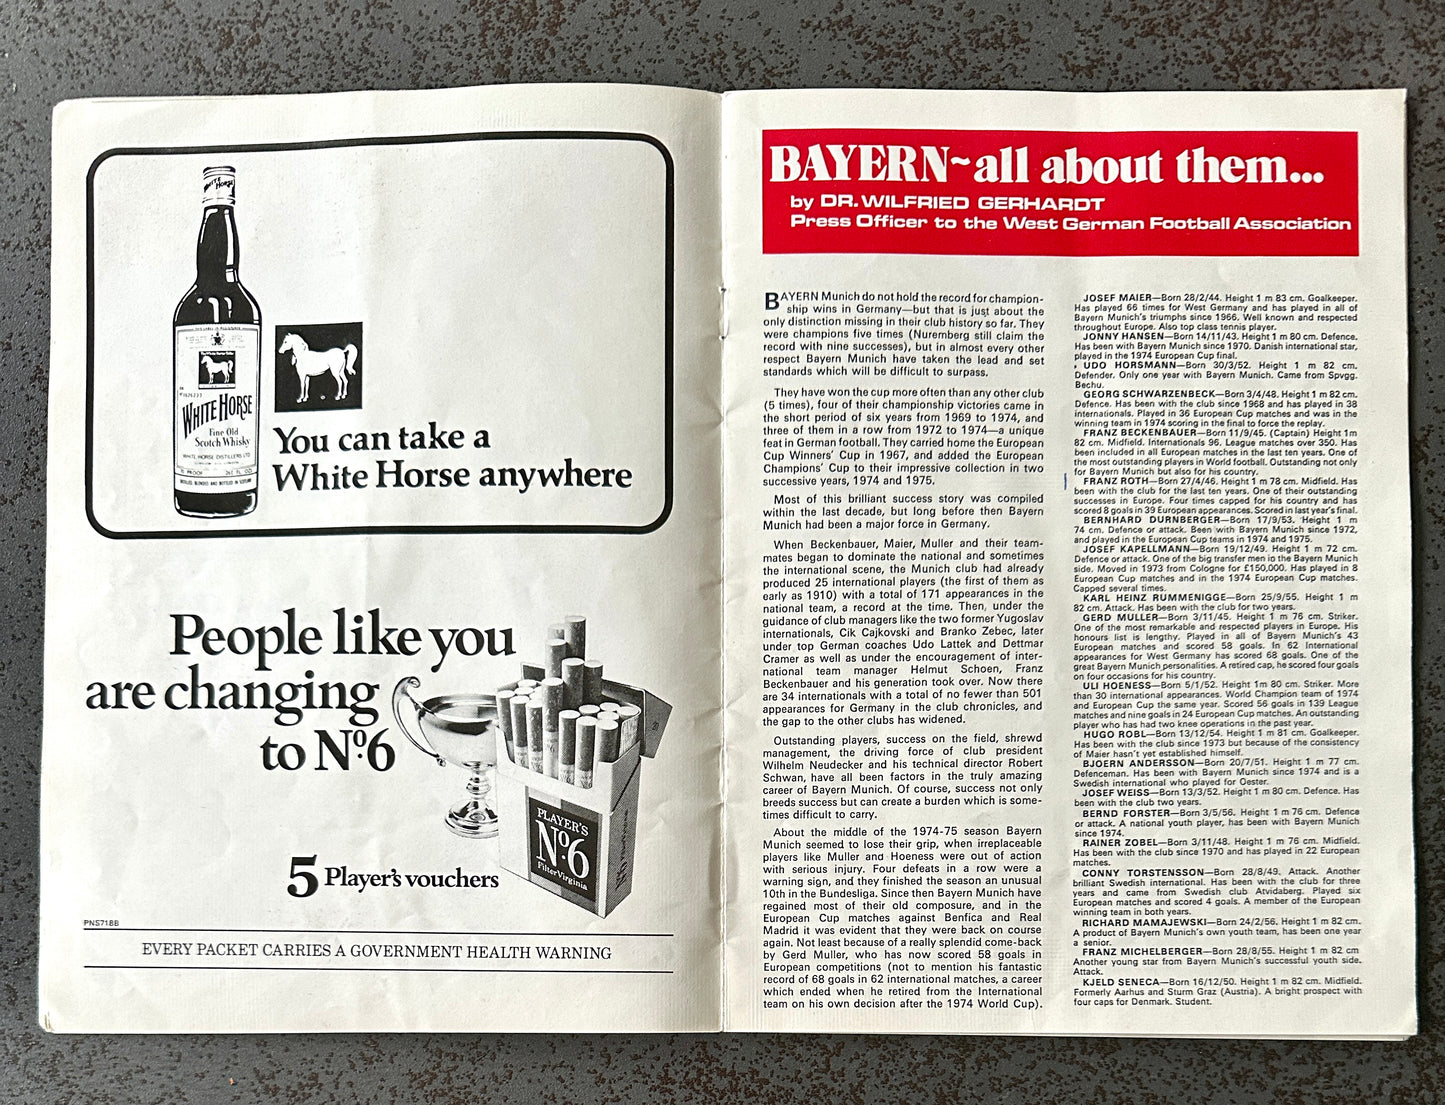 WHITE HORSE
WHITE HORSE
Fine Old
Scotch Whisky
WHITE HORSE DISTILLERS LTD
70 PROOF 26⅔ FL OZ
DISTILLED, BLENDED AND BOTTLED IN SCOTLAND
You can take a
White Horse anywhere
People like you
are changing
to Nº6
PLAYER'S
Nº6
Filter Virginia
5 Player's vouchers
PNS718B
EVERY PACKET CARRIES A GOVERNMENT HEALTH WARNING
BAYERN~all about them...
by DR. WILFRIED GERHARDT
Press Officer to the West German Football Association
BAYERN Munich do not hold the record for champion-
ship wins in Germany—but that is just about the
only distinction missing in their club history so far. They
were champions five times (Nuremberg still claim the
record with nine successes), but in almost every other
respect Bayern Munich have taken the lead and set
standards which will be difficult to surpass.
They have won the cup more often than any other club
(5 times), four of their championship victories came in
the short period of six years from 1969 to 1974, and
three of them in a row from 1972 to 1974—a unique
feat in German football. They carried home the European
Cup Winners' Cup in 1967, and added the European
Champions' Cup to their impressive collection in two
successive years, 1974 and 1975.
Most of this brilliant success story was compiled
within the last decade, but long before then Bayern
Munich had been a major force in Germany.
When Beckenbauer, Maier, Muller and their team-
mates began to dominate the national and sometimes
the international scene, the Munich club had already
produced 25 international players (the first of them as
early as 1910) with a total of 171 appearances in the
national team, a record at the time. Then, under the
guidance of club managers like the two former Yugoslav
internationals, Cik Cajkovski and Branko Zebec, later
under top German coaches Udo Lattek and Dettmar
Cramer as well as under the encouragement of inter-
national team manager Helmut Schoen, Franz
Beckenbauer and his generation took over. Now there
are 34 internationals with a total of no fewer than 501
appearances for Germany in the club chronicles, and
the gap to the other clubs has widened.
Outstanding players, success on the field, shrewd
management, the driving force of club president
Wilhelm Neudecker and his technical director Robert
Schwan, have all been factors in the truly amazing
career of Bayern Munich. Of course, success not only
breeds success but can create a burden which is some-
times difficult to carry.
About the middle of the 1974-75 season Bayern
Munich seemed to lose their grip, when irreplaceable
players like Muller and Hoeness were out of action
with serious injury. Four defeats in a row were a
warning sign, and they finished the season an unusual
10th in the Bundesliga. Since then Bayern Munich have
regained most of their old composure, and in the
European Cup matches against Benfica and Real
Madrid it was evident that they were back on course
again. Not least because of a really splendid come-back
by Gerd Muller, who has now scored 58 goals in
European competitions (not to mention his fantastic
record of 68 goals in 62 international matches, a career
which ended when he retired from the International
team on his own decision after the 1974 World Cup).
JOSEF MAIER—Born 28/2/44. Height 1 m 83 cm. Goalkeeper.
Has played 66 times for West Germany and has played in all of
Bayern Munich's triumphs since 1966. Well known and respected
throughout Europe. Also top class tennis player.
JONNY HANSEN—Born 14/11/43. Height 1 m 80 cm. Defence.
Has been with Bayern Munich since 1970. Danish international star,
played in the 1974 European Cup final.
UDO HORSMANN—Born 30/3/52. Height 1 m 82 cm.
Defender. Only one year with Bayern Munich. Came from Spvgg.
Bechu.
GEORG SCHWARZENBECK—Born 3/4/48. Height 1 m 82 cm.
Defence. Has been with the club since 1968 and has played in 38
internationals. Played in 36 European Cup matches and was in the
winning team in 1974 scoring in the final to force the replay.
FRANZ BECKENBAUER—Born 11/9/45. (Captain) Height 1m
82 cm. Midfield. Internationals 96. League matches over 350. Has
been included in all European matches in the last ten years. One of
the most outstanding players in World football. Outstanding not only
for Bayern Munich but also for his country.
FRANZ ROTH—Born 27/4/46. Height 1 m 78 cm. Midfield. Has
been with the club for the last ten years. One of their outstanding
successes in Europe. Four times capped for his country and has
scored 8 goals in 39 European appearances. Scored in last year's final.
BERNHARD DURNBERGER—Born 17/9/53. Height 1 m
74 cm. Defence or attack. Been with Bayern Munich since 1972,
and played in the European Cup teams in 1974 and 1975.
JOSEF KAPELLMANN—Born 19/12/49. Height 1 m 72 cm.
Defence or attack. One of the big transfer men in the Bayern Munich
side. Moved in 1973 from Cologne for £150,000. Has played in 8
European Cup matches and in the 1974 European Cup matches.
Capped several times.
KARL HEINZ RUMMENIGGE—Born 25/9/55. Height 1 m
82 cm. Attack. Has been with the club for two years.
GERD MULLER—Born 3/11/45. Height 1 m 76 cm. Striker.
One of the most remarkable and respected players in Europe. His
honours list is lengthy. Played in all of Bayern Munich's 43
European matches and scored 58 goals. In 62 International
appearances for West Germany has scored 68 goals. One of the
great Bayern Munich personalities. A retired cap, he scored four goals
on four occasions for his country.
ULI HOENESS—Born 5/1/52. Height 1m 80 cm. Striker. More
than 30 international appearances. World Champion team of 1974
and European Cup the same year. Scored 56 goals in 139 League
matches and nine goals in 24 European Cup matches. An outstanding
player who has had two knee operations in the past year.
HUGO ROBL—Born 13/12/54. Height 1 m 81 cm. Goalkeeper.
Has been with the club since 1973 but because of the consistency
of Maier hasn't yet established himself.
BJOERN ANDERSSON—Born 20/7/51. Height 1 m 77 cm.
Defenceman. Has been with Bayern Munich since 1974 and is a
Swedish international who played for Oester.
JOSEF WEISS—Born 13/3/52. Height 1 m 80 cm. Defence. Has
been with the club two years.
BERND FORSTER—Born 3/5/56. Height 1 m 76 cm. Defence
or attack. A national youth player, has been with Bayern Munich
since 1974.
RAINER ZOBEL—Born 3/11/48. Height 1 m 76 cm. Midfield.
Has been with the club since 1970 and has played in 22 European
matches.
CONNY TORSTENSSON—Born 28/8/49. Attack. Another
brilliant Swedish international. Has been with the club for three
years and came from Swedish club Atvidaberg. Played six
European matches and scored 4 goals. A member of the European
winning team in both years.
RICHARD MAMAJEWSKI—Born 24/2/56. Height 1 m 82 cm.
A product of Bayern Munich's own youth team, has been one year
a senior.
FRANZ MICHELBERGER—Born 28/8/55. Height 1 m 82 cm
Another young star from Bayern Munich's successful youth side.
Attack.
KJELD SENECA—Born 16/12/50. Height 1 m 82 cm. Midfield.
Formerly Aarhus and Sturm Graz (Austria). A bright prospect with
four caps for Denmark. Student.